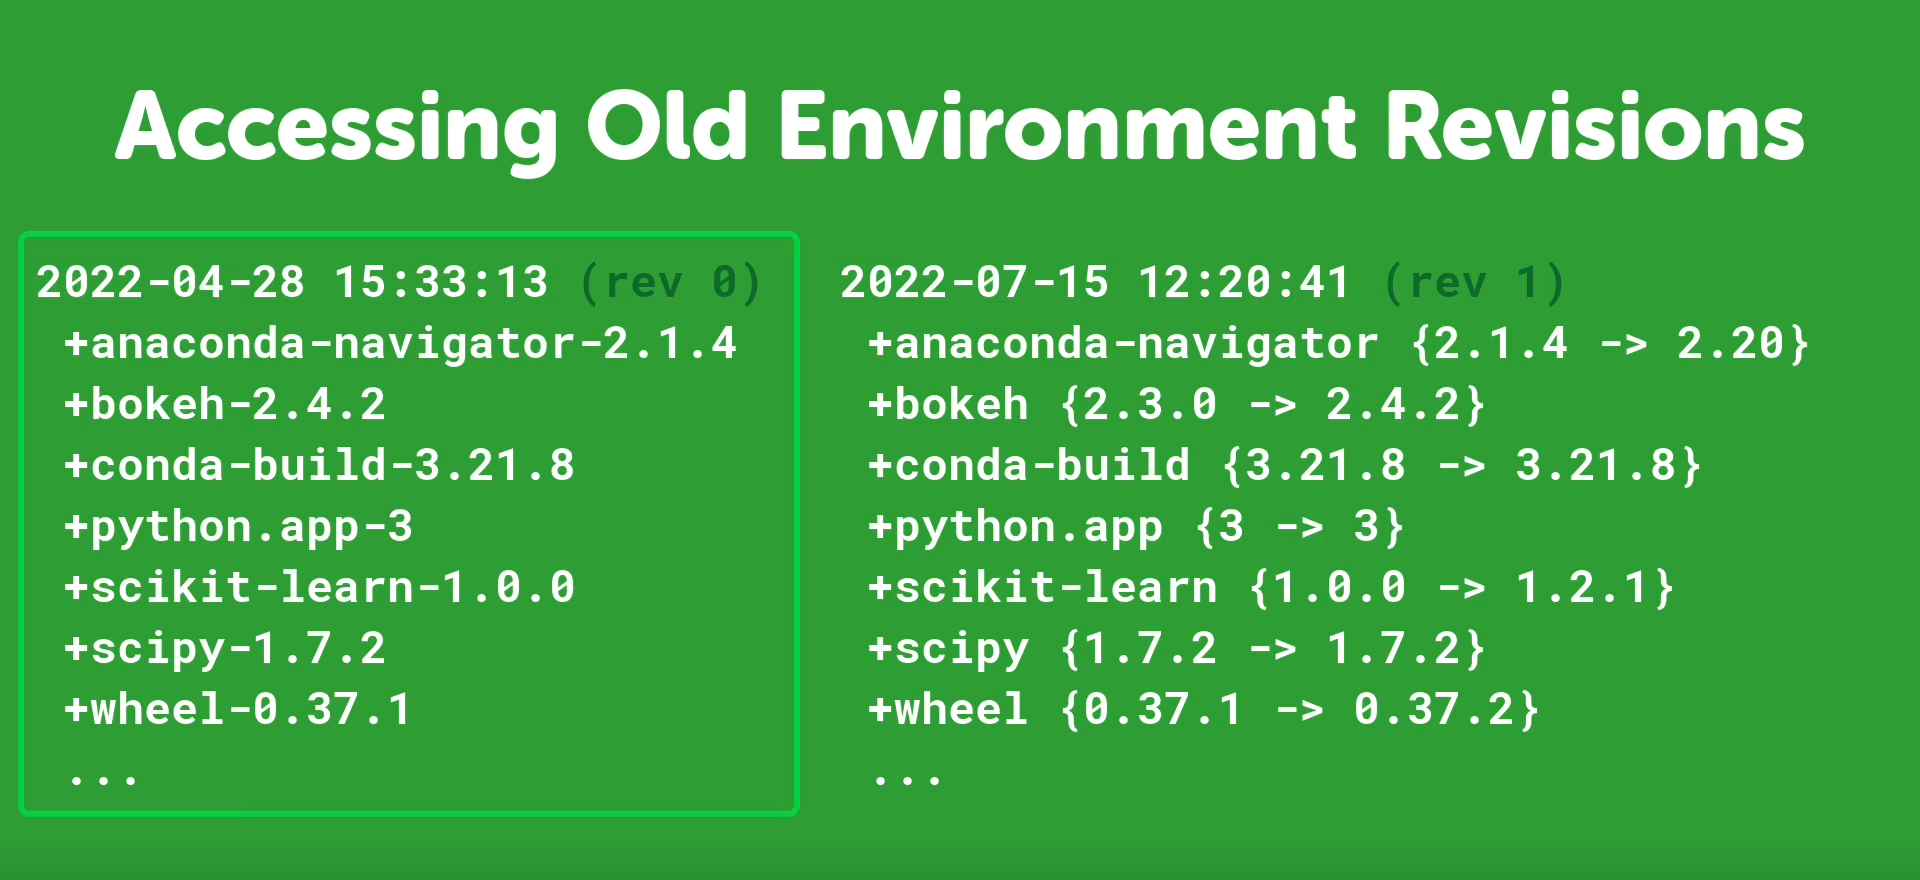 Accessing Old Environment Revisions
2022-04-28 15:33:13 (rev 0)
+anaconda-navigator-2.1.4
+bokeh-2.4.2
+conda-build-3.21.8
+python.app-3
+scikit-learn-1.0.0
+scipy-1.7.2
+wheel-0.37.1
...
2022-07-15 12:20:41 (rev 1)
+anaconda-navigator {2.1.4 -> 2.20}
+bokeh {2.3.0 -> 2.4.2}
+conda-build {3.21.8 -> 3.21.8}
+python.app {3 -> 3}
+scikit-learn {1.0.0 -> 1.2.1}
+scipy {1.7.2 -> 1.7.2}
+wheel {0.37.1 -> 0.37.2}
...